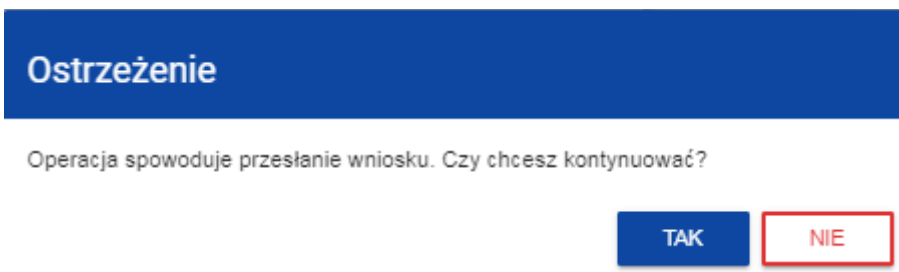 Ostrzeżenie
Operacja spowoduje przesłanie wniosku. Czy chcesz kontynuować?
TAK NIE